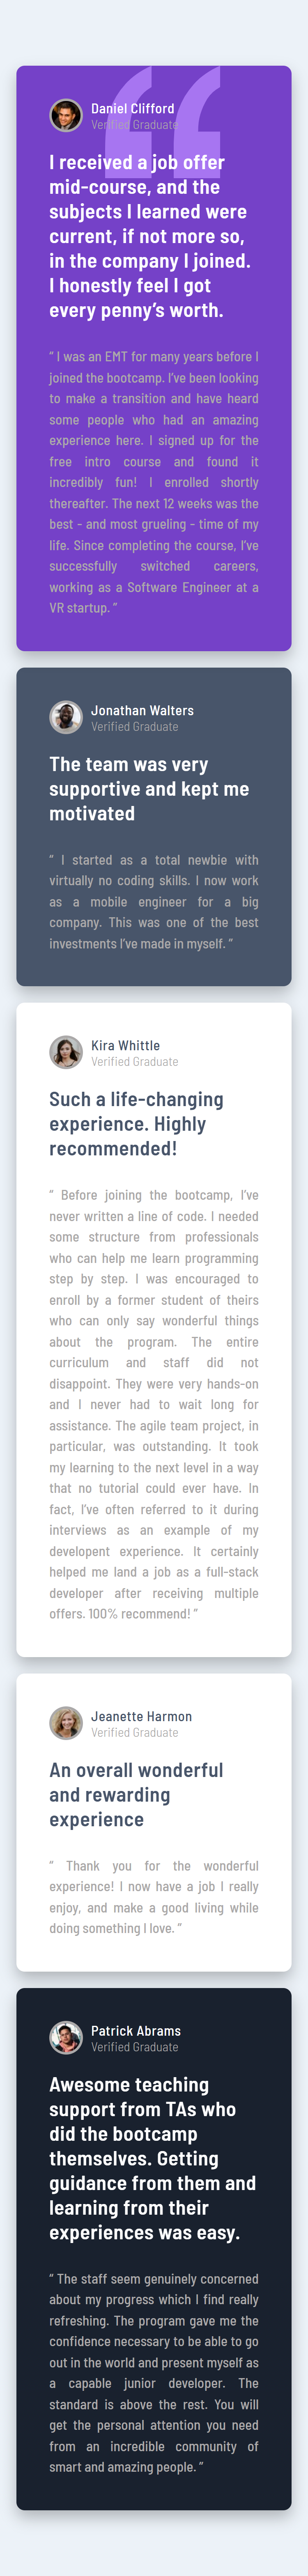 Daniel Clifford
Verified Graduate
I received a job offer
mid-course, and the
subjects I learned were
current, if not more so,
in the company I joined.
I honestly feel I got
every penny’s worth.
“ I was an EMT for many years before I
joined the bootcamp. I’ve been looking
to make a transition and have heard
some people who had an amazing
experience here. I signed up for the
free intro course and found it
incredibly fun! I enrolled shortly
thereafter. The next 12 weeks was the
best - and most grueling - time of my
life. Since completing the course, I’ve
successfully switched careers,
working as a Software Engineer at a
VR startup. ”
Jonathan Walters
Verified Graduate
The team was very
supportive and kept me
motivated
“ I started as a total newbie with
virtually no coding skills. I now work
as a mobile engineer for a big
company. This was one of the best
investments I’ve made in myself. ”
Kira Whittle
Verified Graduate
Such a life-changing
experience. Highly
recommended!
“ Before joining the bootcamp, I’ve
never written a line of code. I needed
some structure from professionals
who can help me learn programming
step by step. I was encouraged to
enroll by a former student of theirs
who can only say wonderful things
about the program. The entire
curriculum and staff did not
disappoint. They were very hands-on
and I never had to wait long for
assistance. The agile team project, in
particular, was outstanding. It took
my learning to the next level in a way
that no tutorial could ever have. In
fact, I’ve often referred to it during
interviews as an example of my
developent experience. It certainly
helped me land a job as a full-stack
developer after receiving multiple
offers. 100% recommend! ”
Jeanette Harmon
Verified Graduate
An overall wonderful
and rewarding
experience
“ Thank you for the wonderful
experience! I now have a job I really
enjoy, and make a good living while
doing something I love. ”
Patrick Abrams
Verified Graduate
Awesome teaching
support from TAs who
did the bootcamp
themselves. Getting
guidance from them and
learning from their
experiences was easy.
“ The staff seem genuinely concerned
about my progress which I find really
refreshing. The program gave me the
confidence necessary to be able to go
out in the world and present myself as
a capable junior developer. The
standard is above the rest. You will
get the personal attention you need
from an incredible community of
smart and amazing people. ”